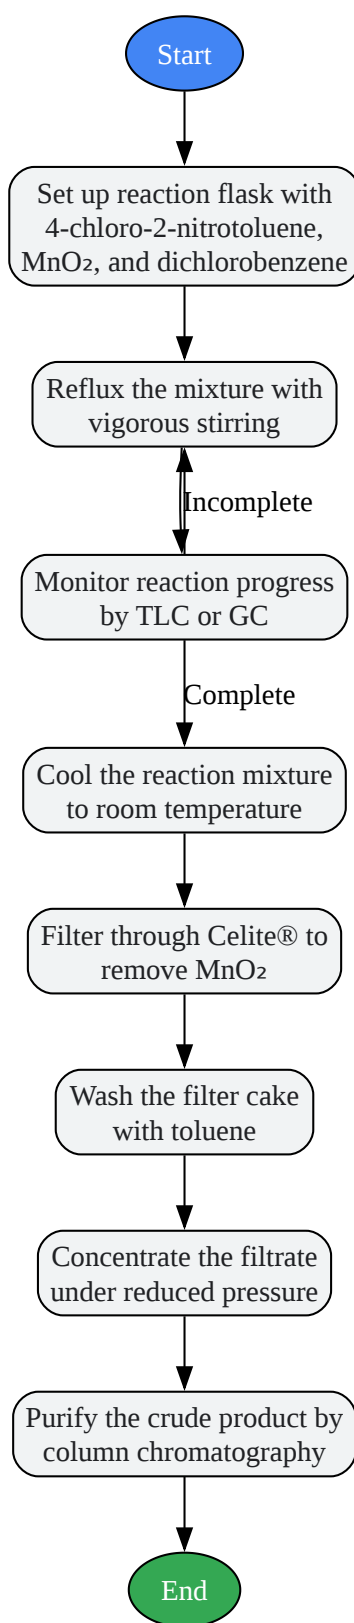 Start
Set up reaction flask with
4-chloro-2-nitrotoluene,
MnO₂, and dichlorobenzene
Reflux the mixture with
vigorous stirring
Incomplete
Monitor reaction progress
by TLC or GC
Complete
Cool the reaction mixture
to room temperature
Filter through Celite® to
remove MnO₂
Wash the filter cake
with toluene
Concentrate the filtrate
under reduced pressure
Purify the crude product by
column chromatography
End